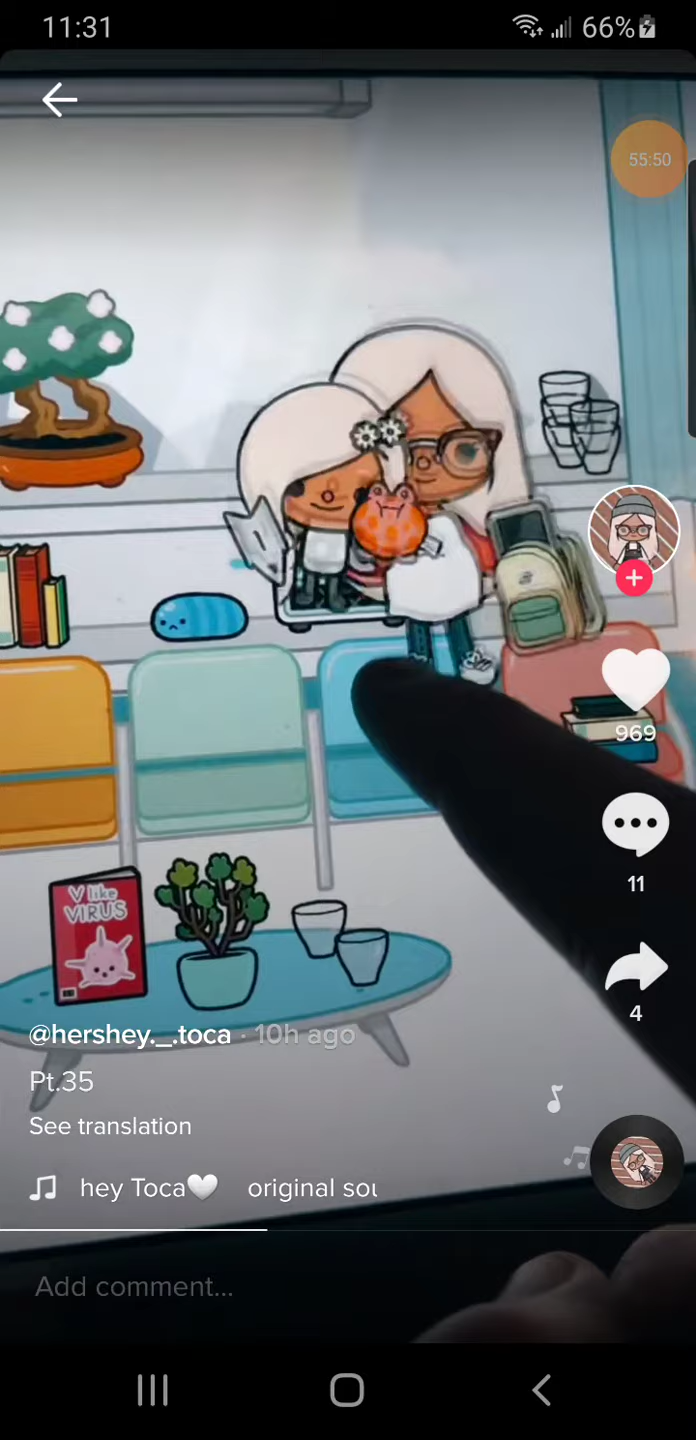 11:31
66%
55:50
969
V like
VIRUS
11
4
@hershey._.toca · 10h ago
Pt.35
See translation
hey Toca🤍 original sou
Add comment...